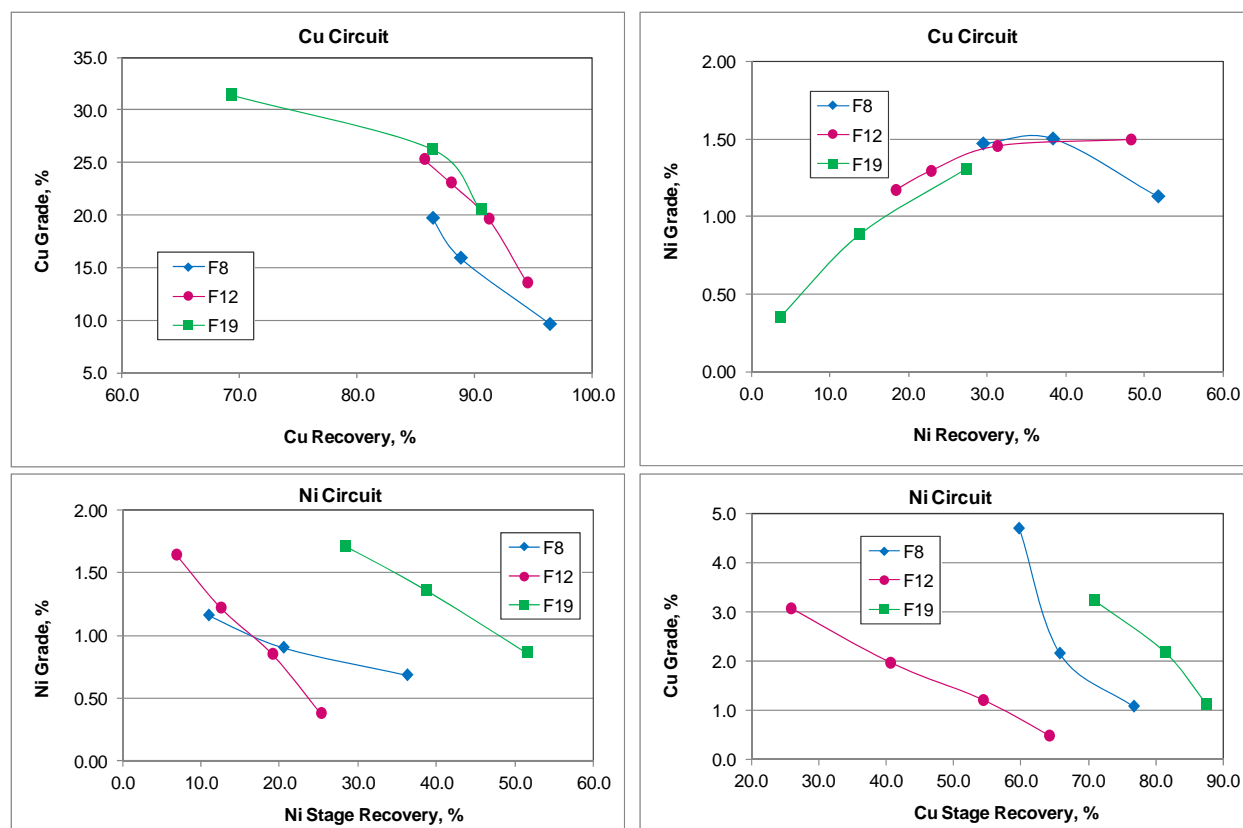 Cu Circuit
35.0
30.0
25.0
20.0
15.0
10.0
5.0
Cu Grade, %
F8
F12
F19
60.0 70.0 80.0 90.0 100.0
Cu Recovery, %
Cu Circuit
2.00
1.50
1.00
0.50
0.00
Ni Grade, %
F8
F12
F19
0.0 10.0 20.0 30.0 40.0 50.0 60.0
Ni Recovery, %
Ni Circuit
2.00
1.50
1.00
0.50
0.00
Ni Grade, %
F8
F12
F19
0.0 10.0 20.0 30.0 40.0 50.0 60.0
Ni Stage Recovery, %
Ni Circuit
5.0
4.0
3.0
2.0
1.0
0.0
Cu Grade, %
F8
F12
F19
20.0 30.0 40.0 50.0 60.0 70.0 80.0 90.0
Cu Stage Recovery, %